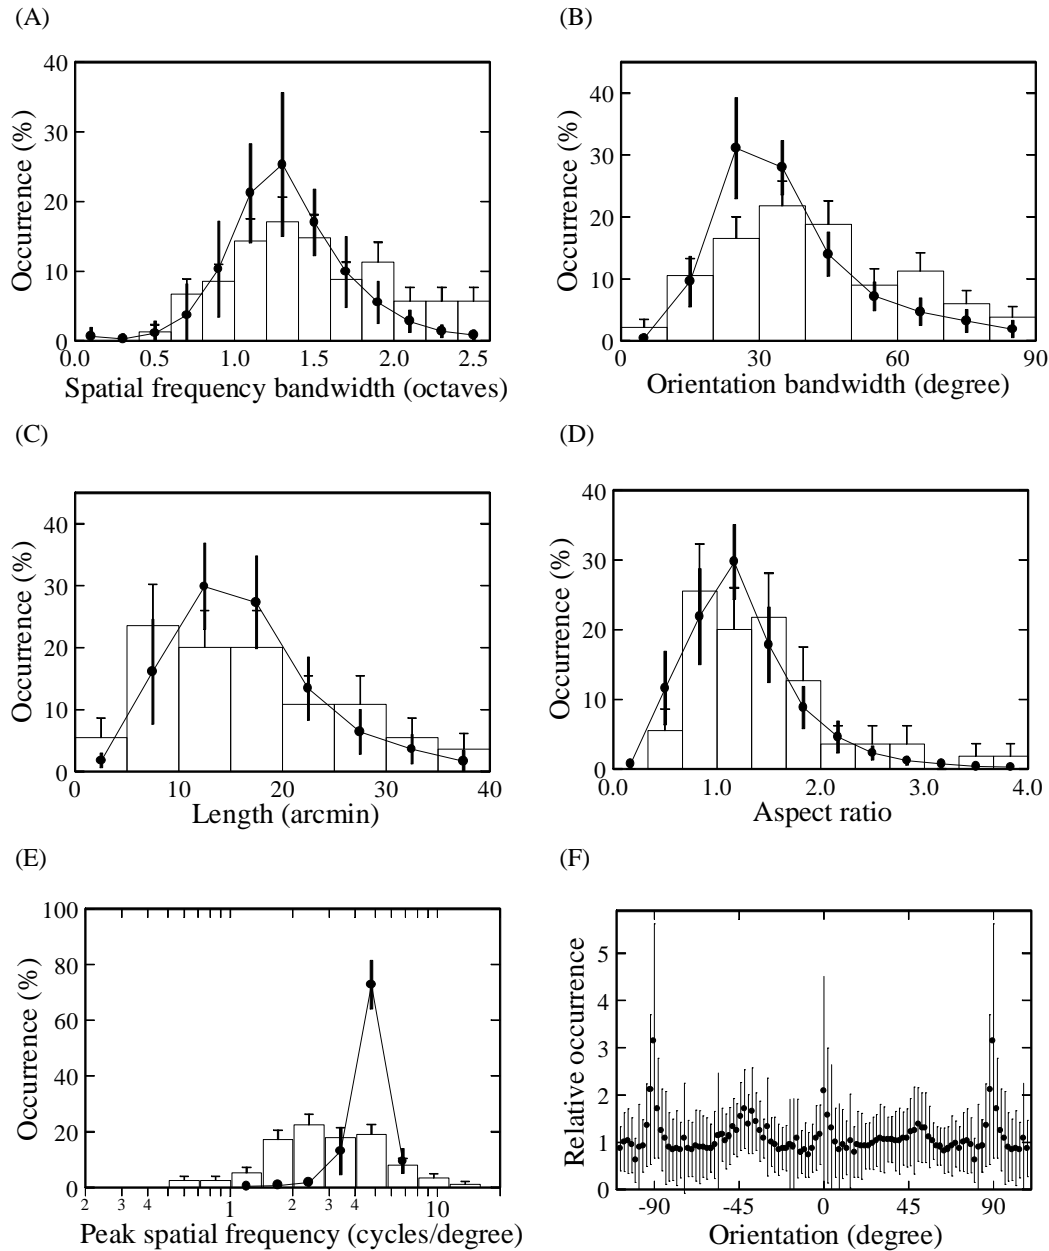 (A)
(B)
40
30
20
10
0
0.0 0.5 1.0 1.5 2.0 2.5
Occurrence (%)
Spatial frequency bandwidth (octaves)
40
30
20
10
0
0 30 60 90
Occurrence (%)
Orientation bandwidth (degree)
(C)
(D)
40
30
20
10
0
0 10 20 30 40
Occurrence (%)
Length (arcmin)
40
30
20
10
0
0.0 1.0 2.0 3.0 4.0
Occurrence (%)
Aspect ratio
(E)
(F)
100
80
60
40
20
0
2 3 4 1 2 3 4 10
Occurrence (%)
Peak spatial frequency (cycles/degree)
5
4
3
2
1
0
-90 -45 0 45 90
Relative occurrence
Orientation (degree)